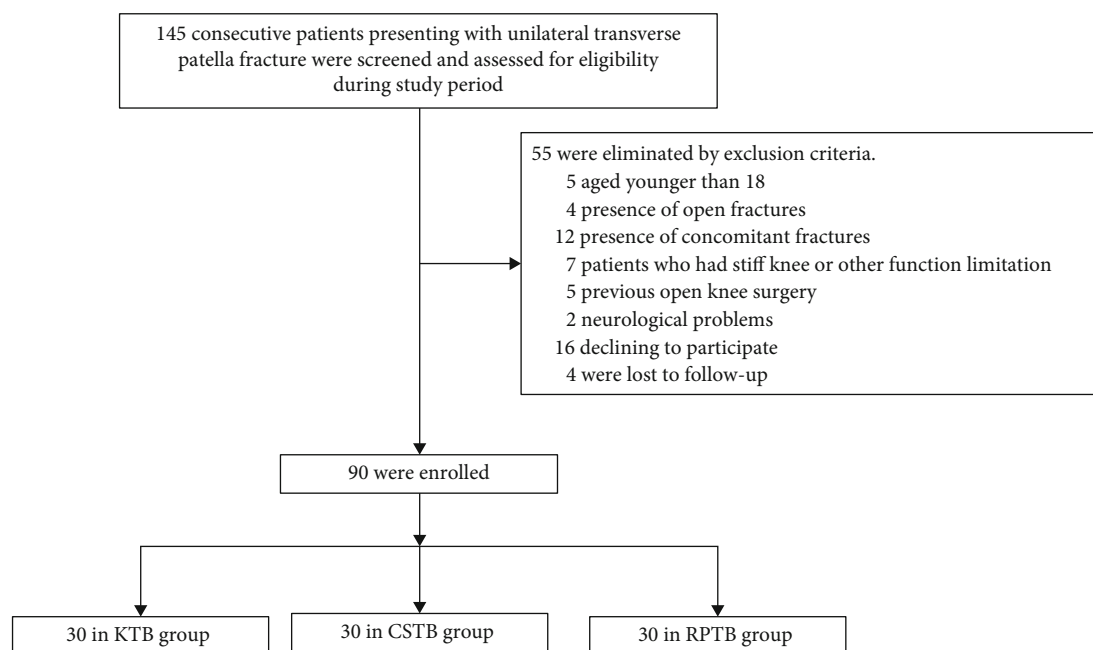 145 consecutive patients presenting with unilateral transverse
patella fracture were screened and assessed for eligibility
during study period
55 were eliminated by exclusion criteria.
5 aged younger than 18
4 presence of open fractures
12 presence of concomitant fractures
7 patients who had stiff knee or other function limitation
5 previous open knee surgery
2 neurological problems
16 declining to participate
4 were lost to follow-up
90 were enrolled
30 in KTB group
30 in CSTB group
30 in RPTB group